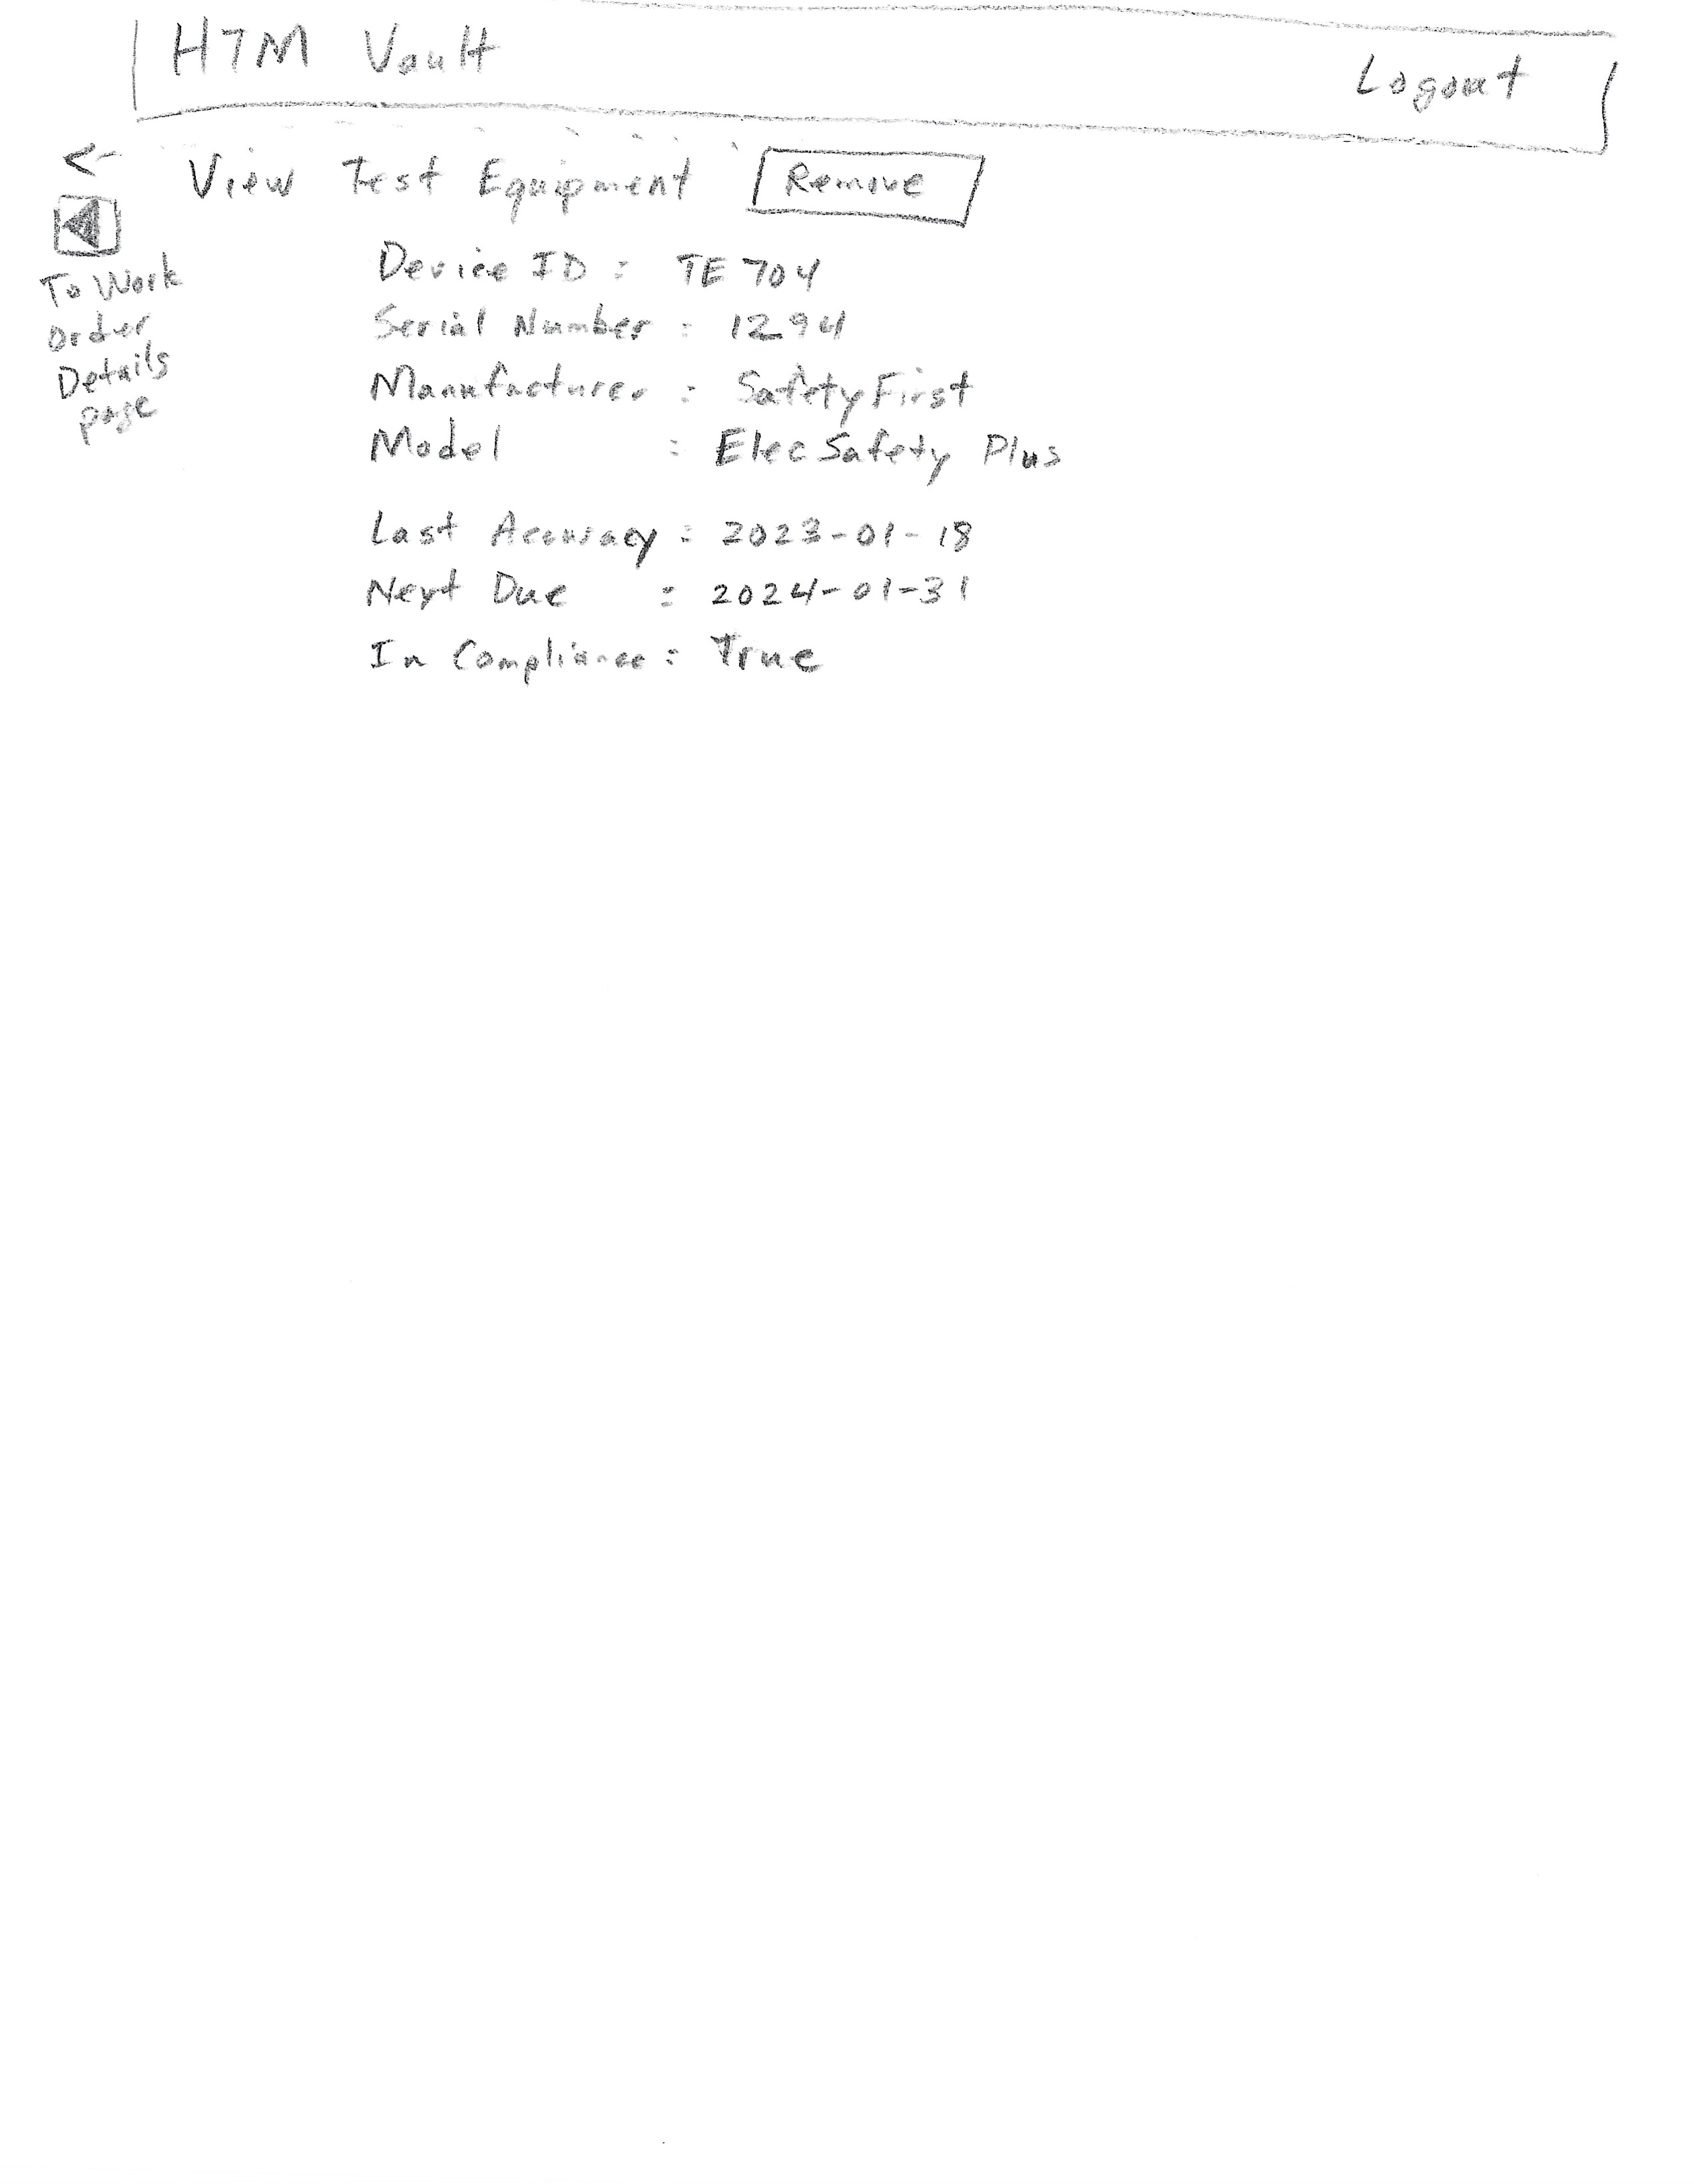 HTM Vault
Logout
<- View Test Equipment
Remove
To Work
Order
Details
page
Device ID : TE 704
Serial Number : 1294
Manufacturer : SafetyFirst
Model : ElecSafety Plus
Last Accuracy : 2023-01-18
Next Due : 2024-01-31
In Compliance : True